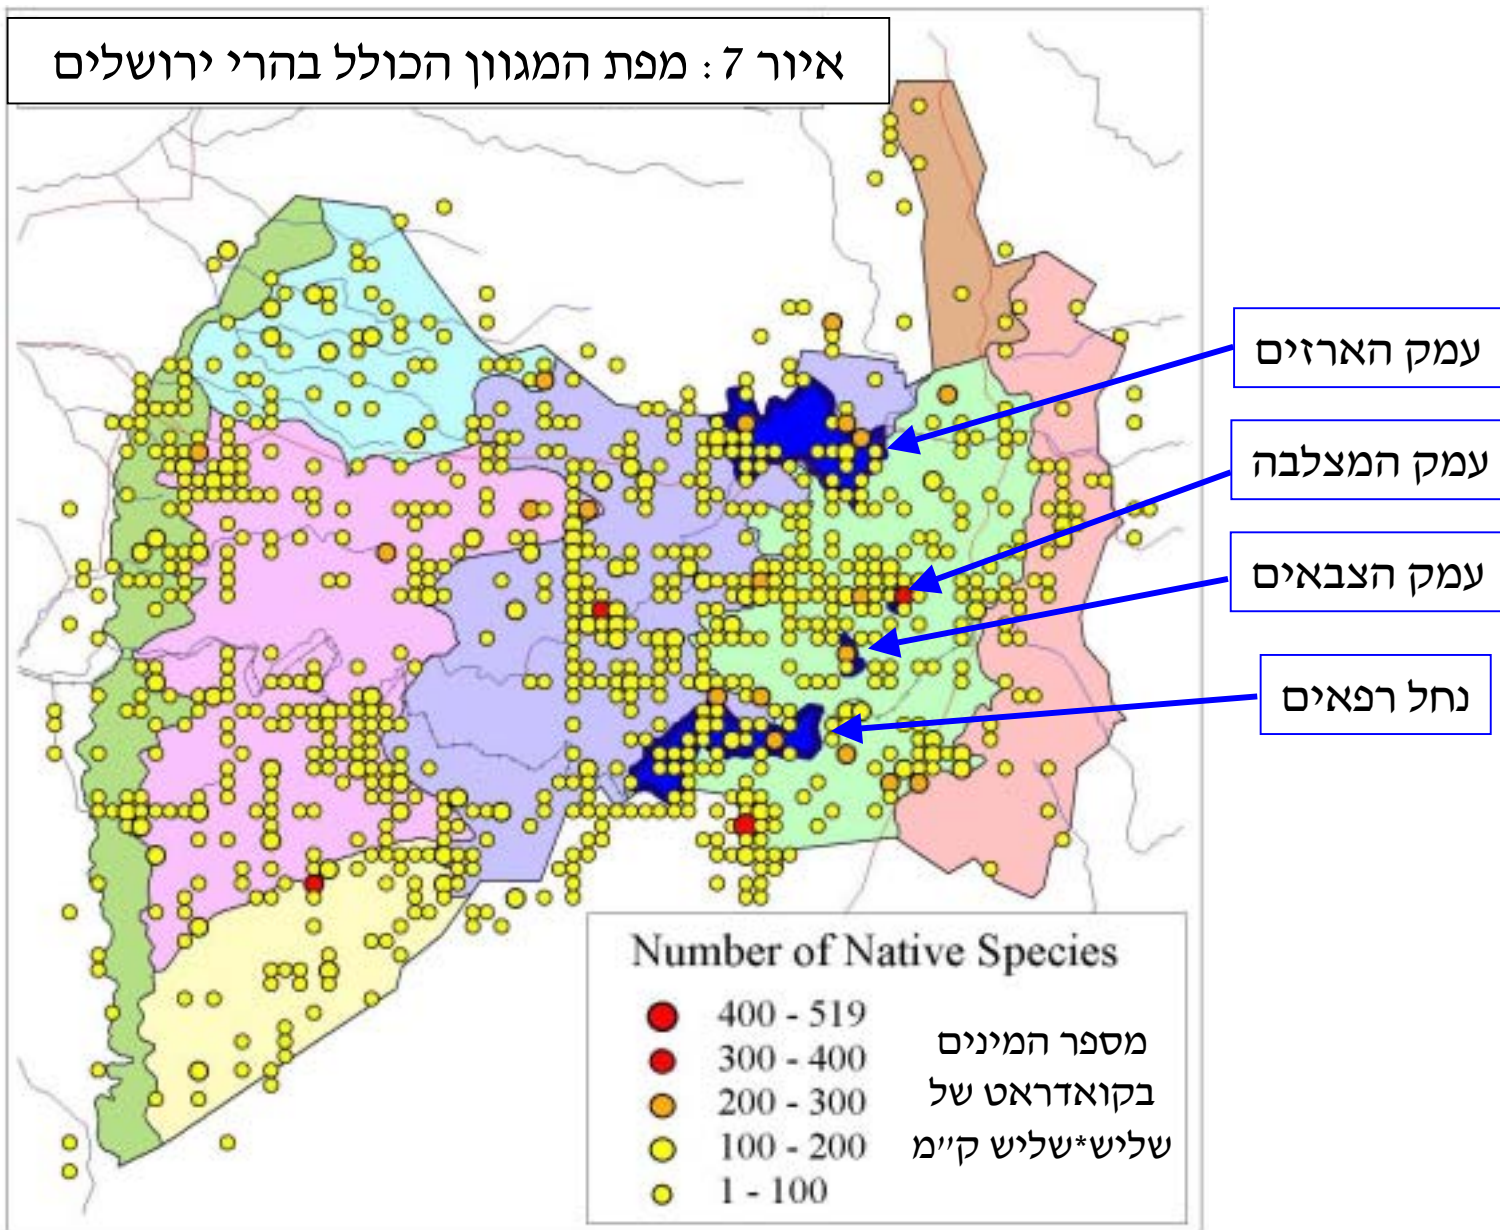 איור 7: מפת המגוון הכולל בהרי ירושלים
עמק הארזים
עמק המצלבה
עמק הצבאים
נחל רפאים
Number of Native Species
400 - 519
300 - 400
200 - 300
100 - 200
1 - 100
מספר המינים
בקואדראט של
שליש*שליש ק״מ